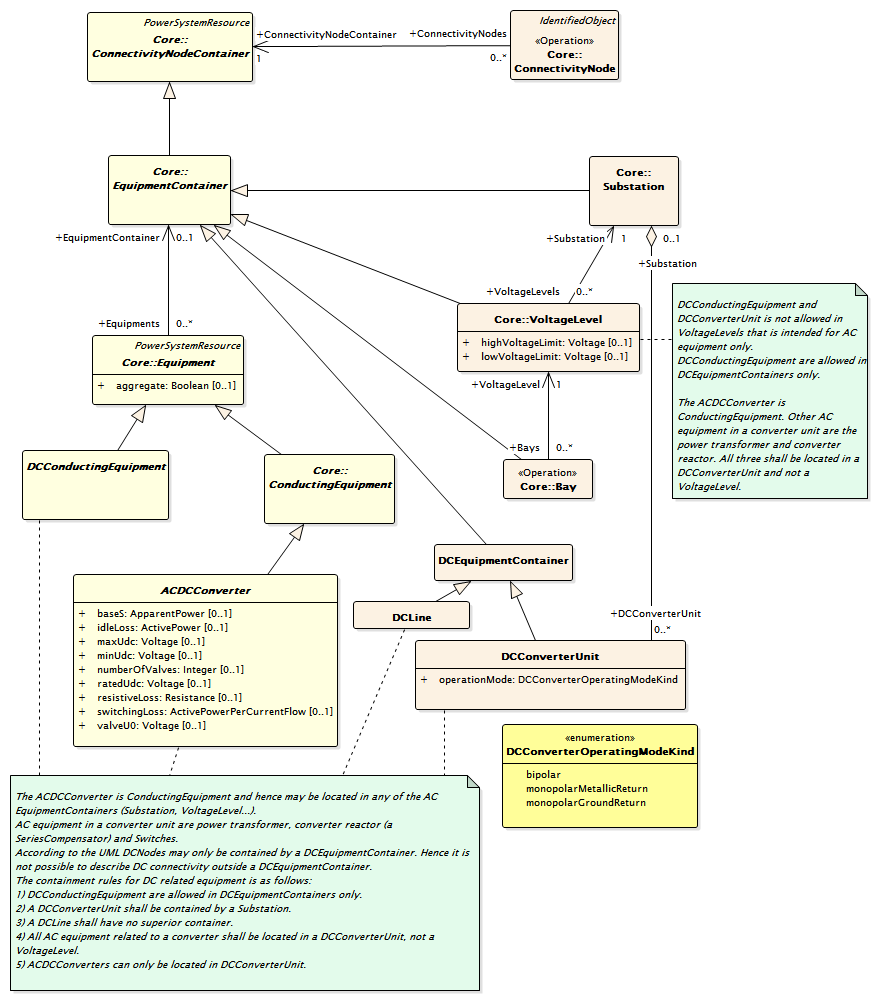 PowerSystemResource
Core::
ConnectivityNodeContainer
+ConnectivityNodeContainer
1
+ConnectivityNodes
0..*
IdentifiedObject
«Operation»
Core::
ConnectivityNode
Core::
EquipmentContainer
Core::
Substation
+EquipmentContainer
0..1
+Substation
1
0..1
+Substation
+VoltageLevels
0..*
+Equipments
0..*
PowerSystemResource
Core::Equipment
+ aggregate: Boolean [0..1]
Core::VoltageLevel
+ highVoltageLimit: Voltage [0..1]
+ lowVoltageLimit: Voltage [0..1]
+VoltageLevel
1
+Bays
0..*
«Operation»
Core::Bay
DCConductingEquipment and
DCConverterUnit is not allowed in
VoltageLevels that is intended for AC
equipment only.
DCConductingEquipment are allowed in
DCEquipmentContainers only.
The ACDCConverter is
ConductingEquipment. Other AC
equipment in a converter unit are the
power transformer and converter
reactor. All three shall be located in a
DCConverterUnit and not a
VoltageLevel.
DCConductingEquipment
Core::
ConductingEquipment
DCEquipmentContainer
ACDCConverter
+ baseS: ApparentPower [0..1]
+ idleLoss: ActivePower [0..1]
+ maxUdc: Voltage [0..1]
+ minUdc: Voltage [0..1]
+ numberOfValves: Integer [0..1]
+ ratedUdc: Voltage [0..1]
+ resistiveLoss: Resistance [0..1]
+ switchingLoss: ActivePowerPerCurrentFlow [0..1]
+ valveU0: Voltage [0..1]
DCLine
+DCConverterUnit
0..*
DCConverterUnit
+ operationMode: DCConverterOperatingModeKind
«enumeration»
DCConverterOperatingModeKind
bipolar
monopolarMetallicReturn
monopolarGroundReturn
The ACDCConverter is ConductingEquipment and hence may be located in any of the AC
EquipmentContainers (Substation, VoltageLevel...).
AC equipment in a converter unit are power transformer, converter reactor (a
SeriesCompensator) and Switches.
According to the UML DCNodes may only be contained by a DCEquipmentContainer. Hence it is
not possible to describe DC connectivity outside a DCEquipmentContainer.
The containment rules for DC related equipment is as follows:
1) DCConductingEquipment are allowed in DCEquipmentContainers only.
2) A DCConverterUnit shall be contained by a Substation.
3) A DCLine shall have no superior container.
4) All AC equipment related to a converter shall be located in a DCConverterUnit, not a
VoltageLevel.
5) ACDCConverters can only be located in DCConverterUnit.